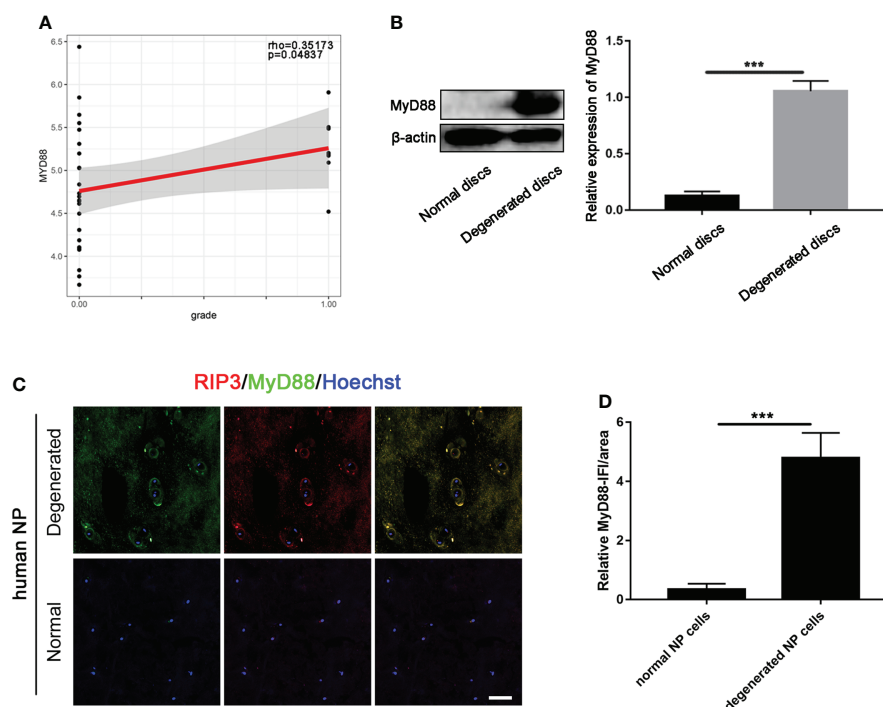 A
rho=0.35173
p=0.04837
6.5
6.0
5.5
5.0
4.5
4.0
MYD88
0.00
1.00
grade
B
MyD88
β-actin
Normal discs
Degenerated discs
Relative expression of MyD88
1.5
1.0
0.5
0.0
***
Normal discs
Degenerated discs
C
RIP3/MyD88/Hoechst
human NP
Degenerated
Normal
D
Relative MyD88-IFI/area
6
4
2
0
***
normal NP cells
degenerated NP cells